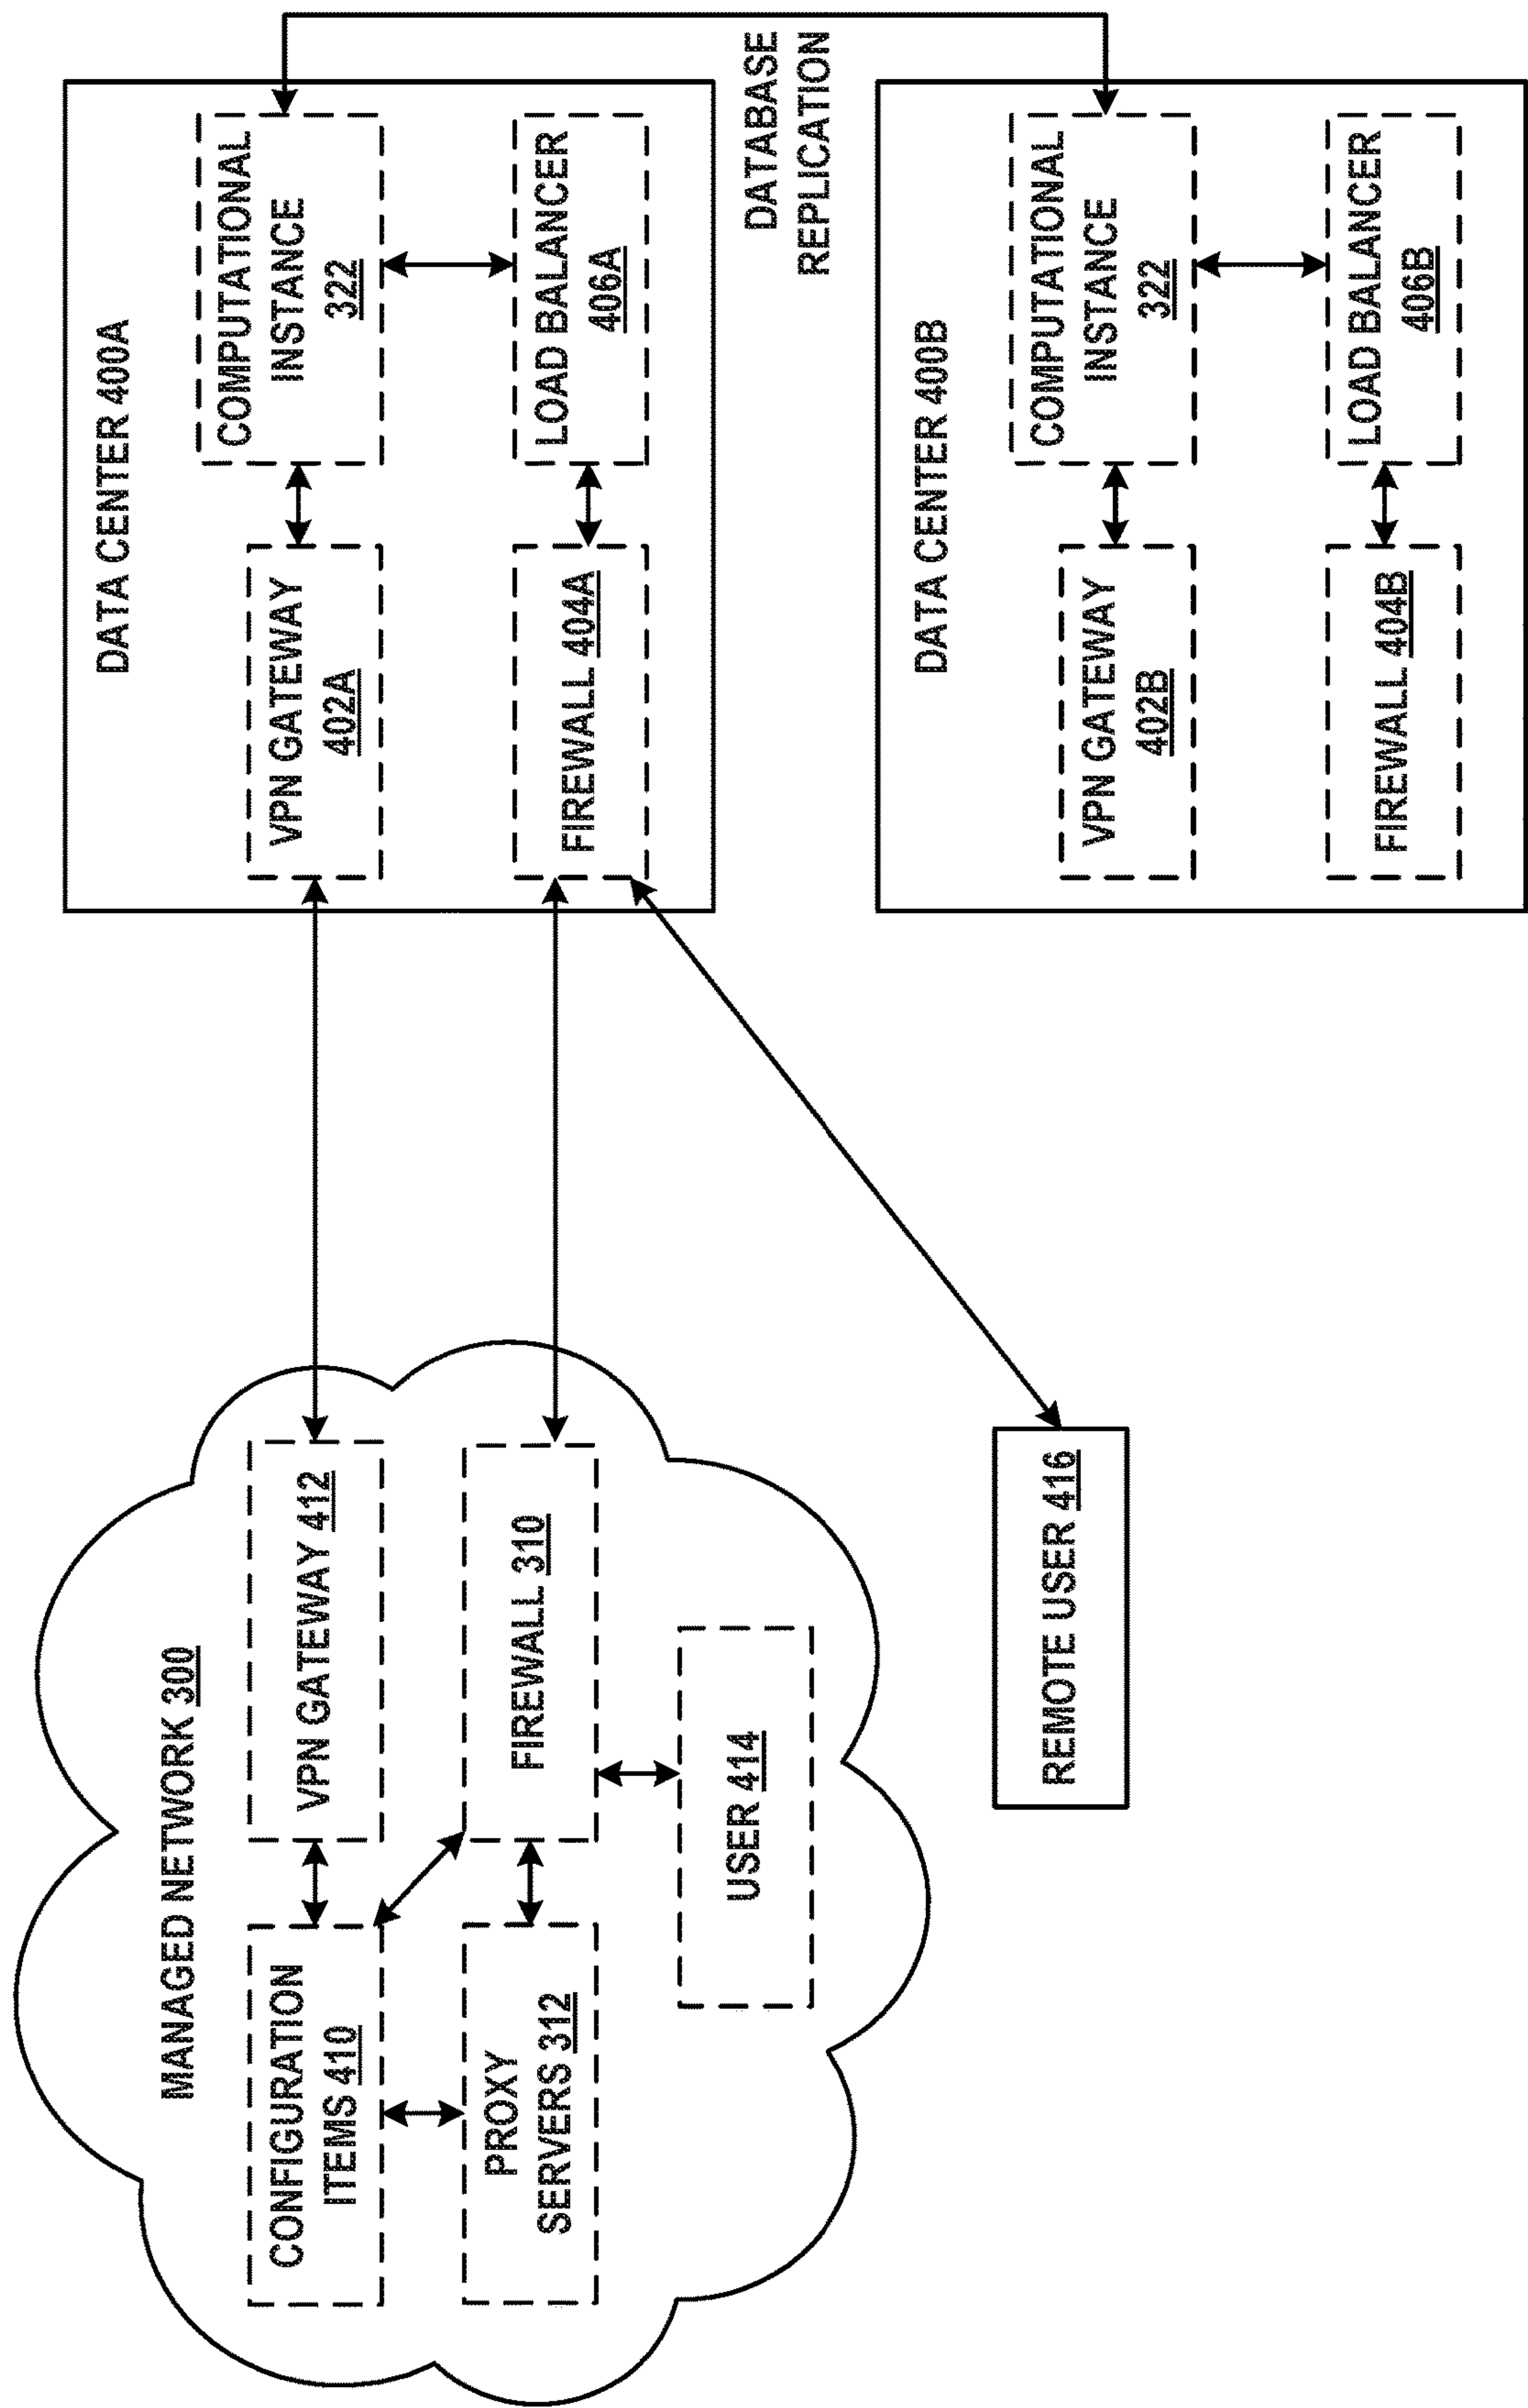 MANAGED NETWORK 300
CONFIGURATION
ITEMS 410
VPN GATEWAY 412
PROXY
SERVERS 312
FIREWALL 310
USER 414
REMOTE USER 416
DATA CENTER 400A
VPN GATEWAY
402A
COMPUTATIONAL
INSTANCE
322
FIREWALL 404A
LOAD BALANCER
406A
DATABASE
REPLICATION
DATA CENTER 400B
VPN GATEWAY
402B
COMPUTATIONAL
INSTANCE
322
FIREWALL 404B
LOAD BALANCER
406B